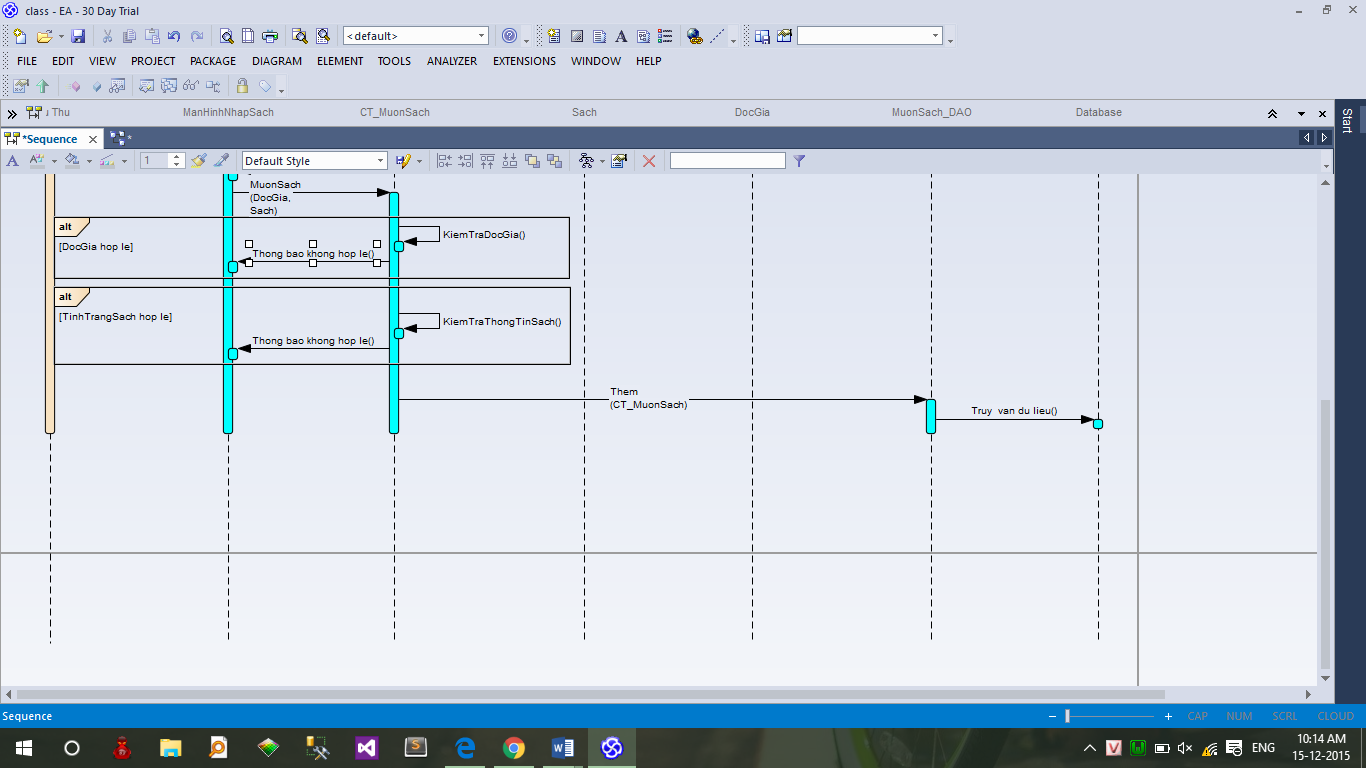 class - EA - 30 Day Trial
<default>
FILE EDIT VIEW PROJECT PACKAGE DIAGRAM ELEMENT TOOLS ANALYZER EXTENSIONS WINDOW HELP
Thu ManHinhNhapSach CT_MuonSach Sach DocGia MuonSach_DAO Database
Start
*Sequence *
1 Default Style
MuonSach
(DocGia,
Sach)
alt
KiemTraDocGia()
[DocGia hop le]
Thong bao khong hop le()
alt
[TinhTrangSach hop le]
KiemTraThongTinSach()
Thong bao khong hop le()
Them
(CT_MuonSach)
Truy van du lieu()
Sequence
CAP NUM SCRL CLOUD
10:14 AM
ENG
15-12-2015